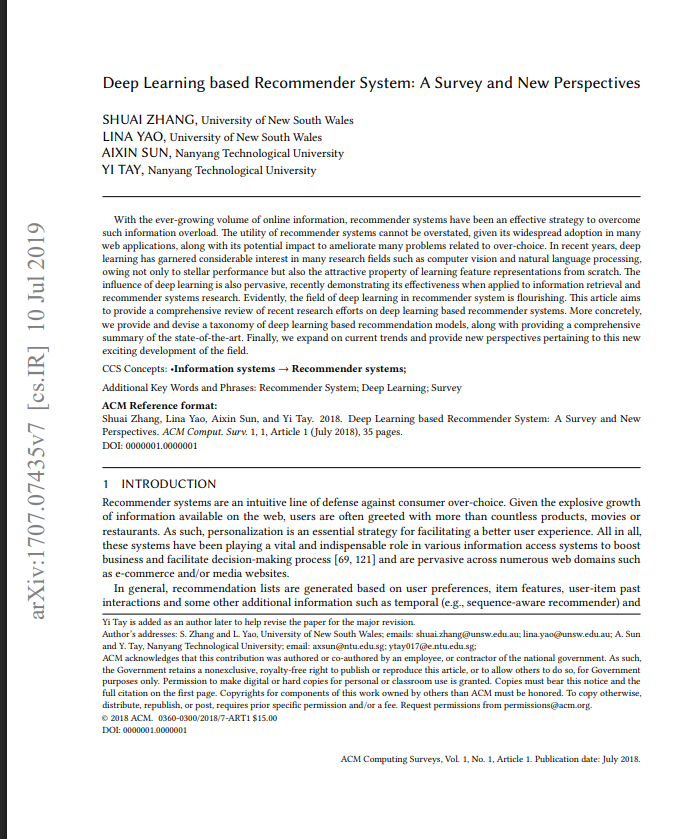 Deep Learning based Recommender System: A Survey and New Perspectives
SHUAI ZHANG, University of New South Wales
LINA YAO, University of New South Wales
AIXIN SUN, Nanyang Technological University
YI TAY, Nanyang Technological University
With the ever-growing volume of online information, recommender systems have been an effective strategy to overcome
such information overload. The utility of recommender systems cannot be overstated, given its widespread adoption in many
web applications, along with its potential impact to ameliorate many problems related to over-choice. In recent years, deep
learning has garnered considerable interest in many research fields such as computer vision and natural language processing,
owing not only to stellar performance but also the attractive property of learning feature representations from scratch. The
influence of deep learning is also pervasive, recently demonstrating its effectiveness when applied to information retrieval and
recommender systems research. Evidently, the field of deep learning in recommender system is flourishing. This article aims
to provide a comprehensive review of recent research efforts on deep learning based recommender systems. More concretely,
we provide and devise a taxonomy of deep learning based recommendation models, along with providing a comprehensive
summary of the state-of-the-art. Finally, we expand on current trends and provide new perspectives pertaining to this new
exciting development of the field.
CCS Concepts: •Information systems → Recommender systems;
Additional Key Words and Phrases: Recommender System; Deep Learning; Survey
ACM Reference format:
Shuai Zhang, Lina Yao, Aixin Sun, and Yi Tay. 2018. Deep Learning based Recommender System: A Survey and New
Perspectives. ACM Comput. Surv. 1, 1, Article 1 (July 2018), 35 pages.
DOI: 0000001.0000001
1 INTRODUCTION
Recommender systems are an intuitive line of defense against consumer over-choice. Given the explosive growth
of information available on the web, users are often greeted with more than countless products, movies or
restaurants. As such, personalization is an essential strategy for facilitating a better user experience. All in all,
these systems have been playing a vital and indispensable role in various information access systems to boost
business and facilitate decision-making process [69, 121] and are pervasive across numerous web domains such
as e-commerce and/or media websites.
In general, recommendation lists are generated based on user preferences, item features, user-item past
interactions and some other additional information such as temporal (e.g., sequence-aware recommender) and
Yi Tay is added as an author later to help revise the paper for the major revision.
Author's addresses: S. Zhang and L. Yao, University of New South Wales; emails: shuai.zhang@unsw.edu.au; lina.yao@unsw.edu.au; A. Sun
and Y. Tay, Nanyang Technological University; email: axsun@ntu.edu.sg; ytay017@e.ntu.edu.sg;
ACM acknowledges that this contribution was authored or co-authored by an employee, or contractor of the national government. As such,
the Government retains a nonexclusive, royalty-free right to publish or reproduce this article, or to allow others to do so, for Government
purposes only. Permission to make digital or hard copies for personal or classroom use is granted. Copies must bear this notice and the
full citation on the first page. Copyrights for components of this work owned by others than ACM must be honored. To copy otherwise,
distribute, republish, or post, requires prior specific permission and/or a fee. Request permissions from permissions@acm.org.
© 2018 ACM. 0360-0300/2018/7-ART1 $15.00
DOI: 0000001.0000001
ACM Computing Surveys, Vol. 1, No. 1, Article 1. Publication date: July 2018.
arXiv:1707.07435v7 [cs.IR] 10 Jul 2019